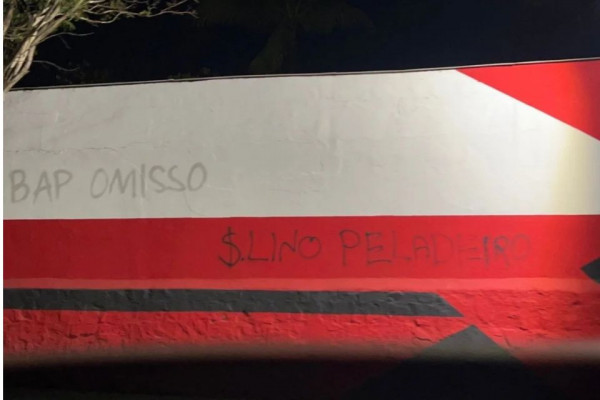 BAP OMISSO
$.LINO PELADEIRO